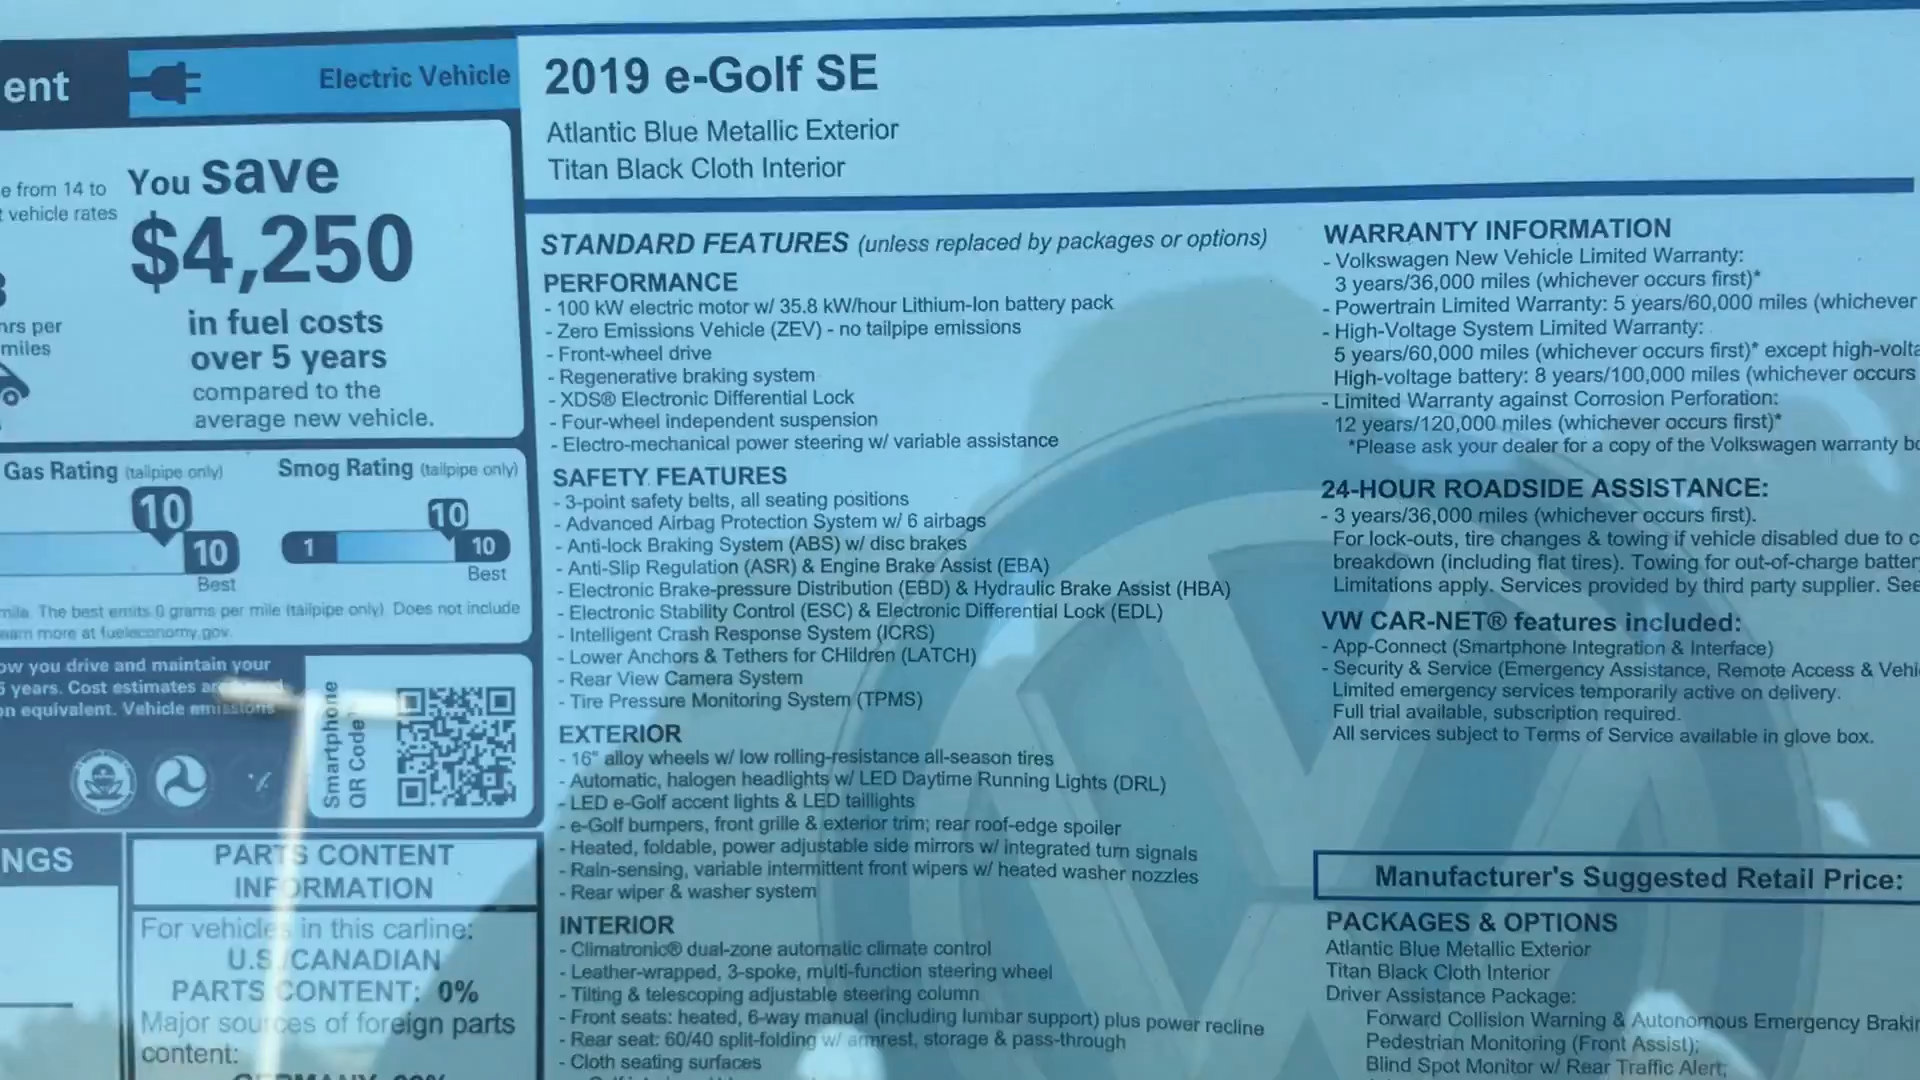 ent
Electric Vehicle
e from 14 to
t vehicle rates
You save
$4,250
in fuel costs
over 5 years
compared to the
average new vehicle.
hrs per
miles
Gas Rating (tailpipe only)
10
10
Best
Smog Rating (tailpipe only)
10
1
10
Best
mile. The best emits 0 grams per mile (tailpipe only). Does not include
earn more at fueleconomy.gov.
ow you drive and maintain your
5 years. Cost estimates are
on equivalent. Vehicle emissions
Smartphone
QR Code
NGS
PARTS CONTENT
INFORMATION
For vehicles in this carline:
U.S./CANADIAN
PARTS CONTENT: 0%
Major sources of foreign parts
content:
2019 e-Golf SE
Atlantic Blue Metallic Exterior
Titan Black Cloth Interior
STANDARD FEATURES (unless replaced by packages or options)
PERFORMANCE
- 100 kW electric motor w/ 35.8 kW/hour Lithium-Ion battery pack
- Zero Emissions Vehicle (ZEV) - no tailpipe emissions
- Front-wheel drive
- Regenerative braking system
- XDS® Electronic Differential Lock
- Four-wheel independent suspension
- Electro-mechanical power steering w/ variable assistance
SAFETY FEATURES
- 3-point safety belts, all seating positions
- Advanced Airbag Protection System w/ 6 airbags
- Anti-lock Braking System (ABS) w/ disc brakes
- Anti-Slip Regulation (ASR) & Engine Brake Assist (EBA)
- Electronic Brake-pressure Distribution (EBD) & Hydraulic Brake Assist (HBA)
- Electronic Stability Control (ESC) & Electronic Differential Lock (EDL)
- Intelligent Crash Response System (ICRS)
- Lower Anchors & Tethers for CHildren (LATCH)
- Rear View Camera System
- Tire Pressure Monitoring System (TPMS)
EXTERIOR
- 16" alloy wheels w/ low rolling-resistance all-season tires
- Automatic, halogen headlights w/ LED Daytime Running Lights (DRL)
- LED e-Golf accent lights & LED taillights
- e-Golf bumpers, front grille & exterior trim; rear roof-edge spoiler
- Heated, foldable, power adjustable side mirrors w/ integrated turn signals
- Rain-sensing, variable intermittent front wipers w/ heated washer nozzles
- Rear wiper & washer system
INTERIOR
- Climatronic® dual-zone automatic climate control
- Leather-wrapped, 3-spoke, multi-function steering wheel
- Tilting & telescoping adjustable steering column
- Front seats: heated, 6-way manual (including lumbar support) plus power recline
- Rear seat: 60/40 split-folding w/ armrest, storage & pass-through
- Cloth seating surfaces
WARRANTY INFORMATION
- Volkswagen New Vehicle Limited Warranty:
3 years/36,000 miles (whichever occurs first)*
- Powertrain Limited Warranty: 5 years/60,000 miles (whichever
- High-Voltage System Limited Warranty:
5 years/60,000 miles (whichever occurs first)* except high-volta
High-voltage battery: 8 years/100,000 miles (whichever occurs
- Limited Warranty against Corrosion Perforation:
12 years/120,000 miles (whichever occurs first)*
*Please ask your dealer for a copy of the Volkswagen warranty bo
24-HOUR ROADSIDE ASSISTANCE:
- 3 years/36,000 miles (whichever occurs first).
For lock-outs, tire changes & towing if vehicle disabled due to c
breakdown (including flat tires). Towing for out-of-charge batter
Limitations apply. Services provided by third party supplier. See
VW CAR-NET® features included:
- App-Connect (Smartphone Integration & Interface)
- Security & Service (Emergency Assistance, Remote Access & Vehi
Limited emergency services temporarily active on delivery.
Full trial available, subscription required.
All services subject to Terms of Service available in glove box.
Manufacturer's Suggested Retail Price:
PACKAGES & OPTIONS
Atlantic Blue Metallic Exterior
Titan Black Cloth Interior
Driver Assistance Package:
Forward Collision Warning & Autonomous Emergency Brakin
Pedestrian Monitoring (Front Assist);
Blind Spot Monitor w/ Rear Traffic Alert;